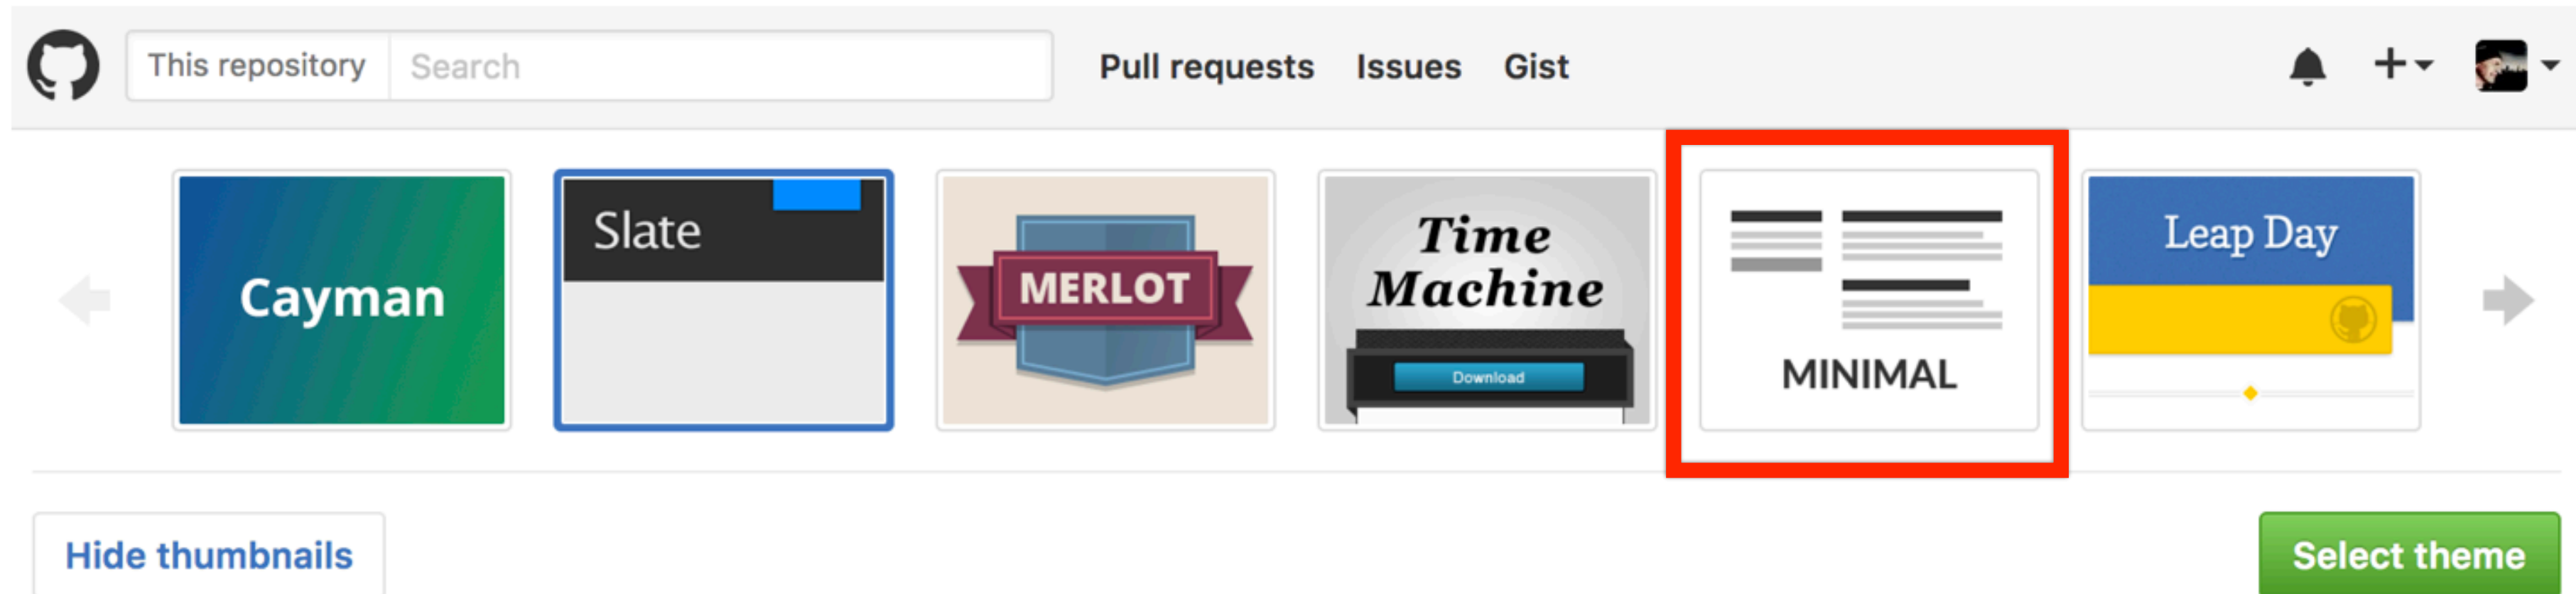 This repository Search Pull requests Issues Gist
Cayman
Slate
MERLOT
Time
Machine
Download
MINIMAL
Leap Day
Hide thumbnails
Select theme